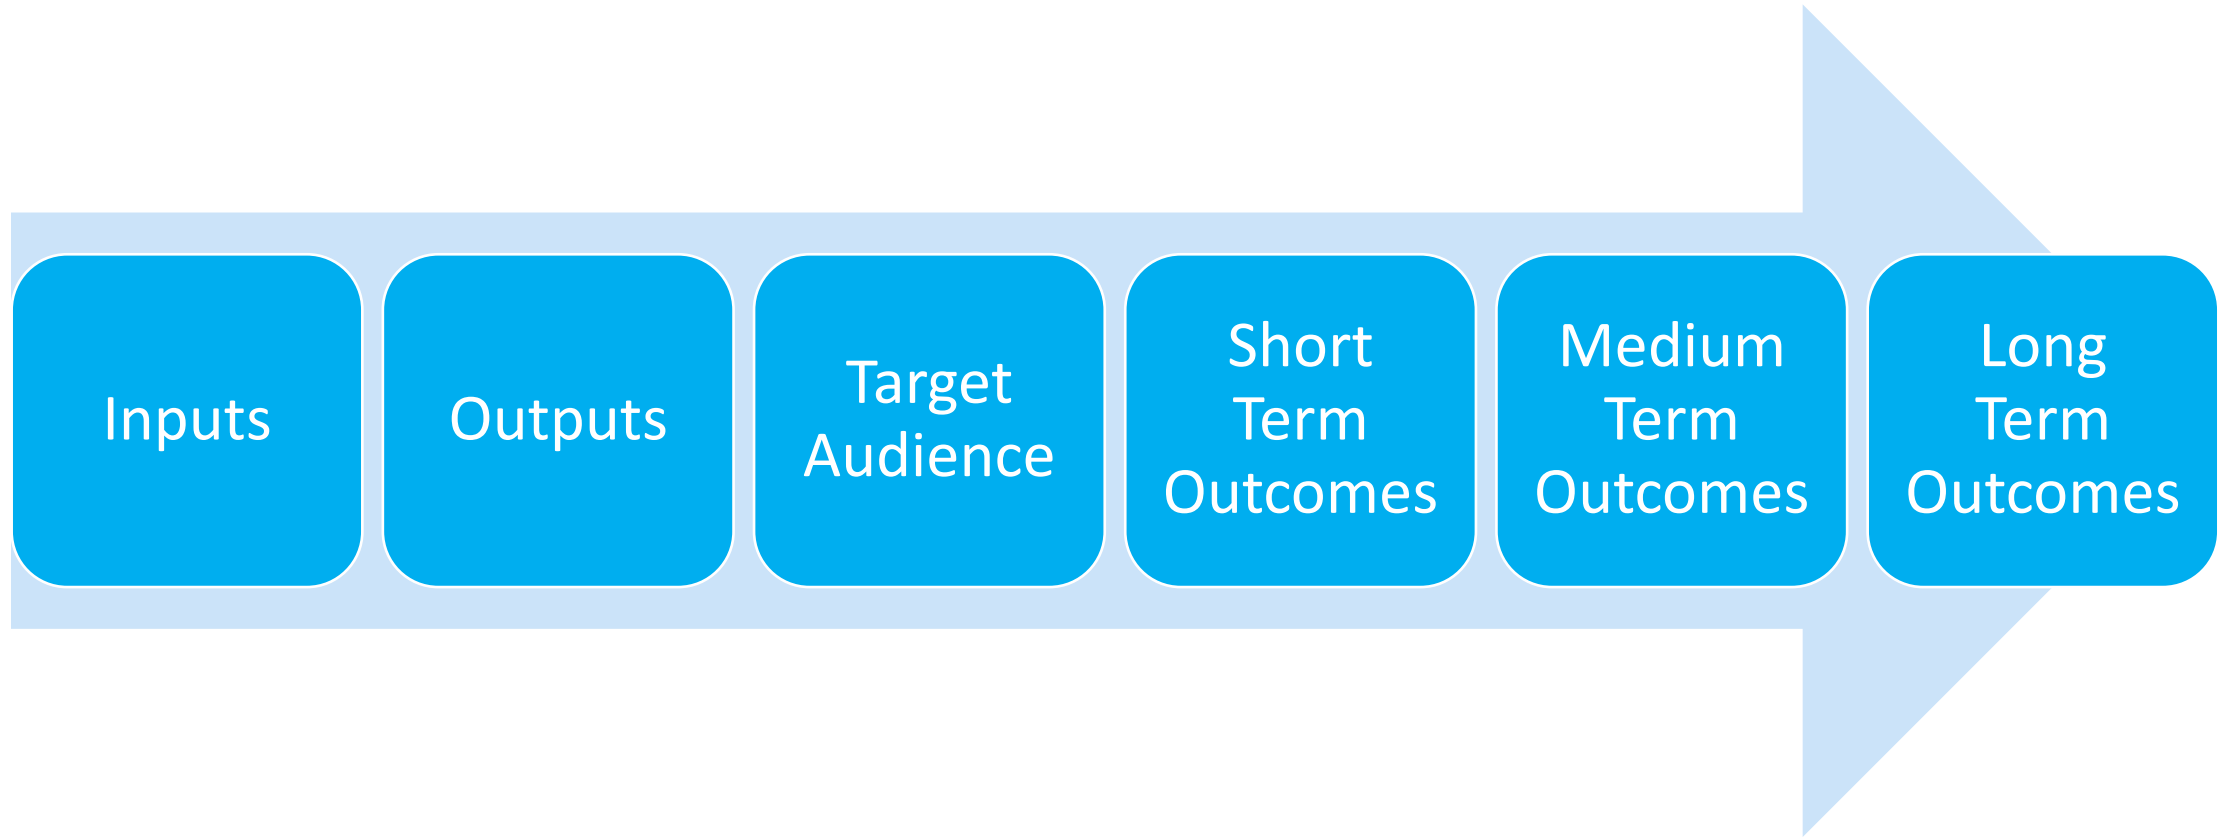 Inputs
Outputs
Target
Audience
Short
Term
Outcomes
Medium
Term
Outcomes
Long
Term
Outcomes